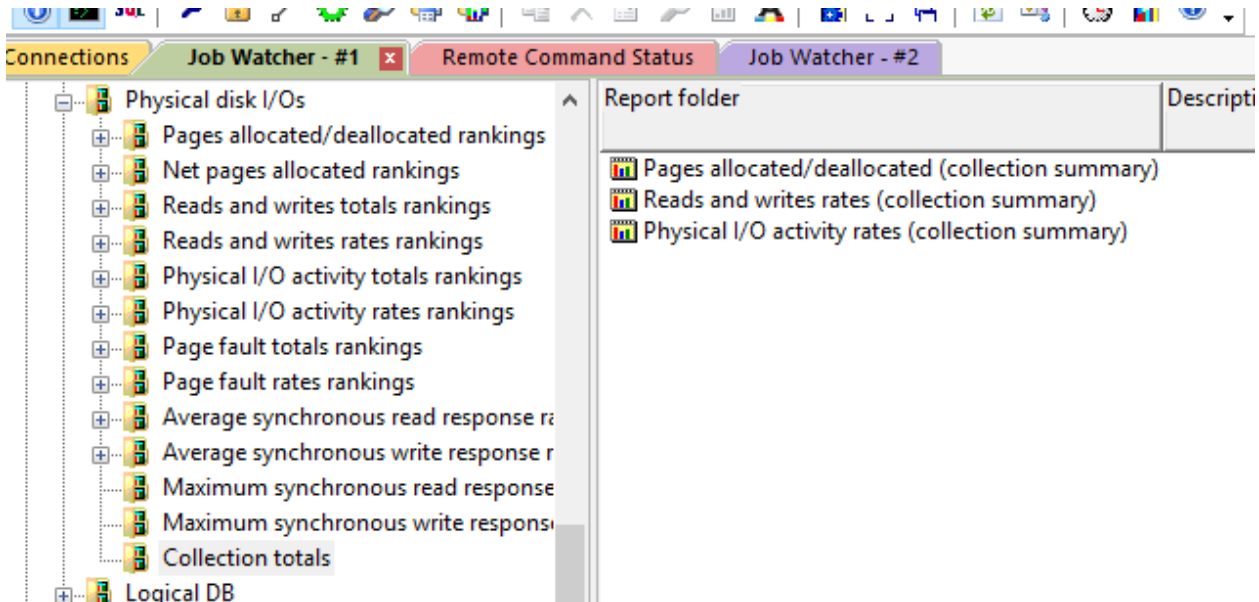 SQL
Connections
Job Watcher - #1
Remote Command Status
Job Watcher - #2
Physical disk I/Os
Pages allocated/deallocated rankings
Net pages allocated rankings
Reads and writes totals rankings
Reads and writes rates rankings
Physical I/O activity totals rankings
Physical I/O activity rates rankings
Page fault totals rankings
Page fault rates rankings
Average synchronous read response ra
Average synchronous write response r
Maximum synchronous read response
Maximum synchronous write respons
Collection totals
Logical DB
Report folder
Descripti
Pages allocated/deallocated (collection summary)
Reads and writes rates (collection summary)
Physical I/O activity rates (collection summary)